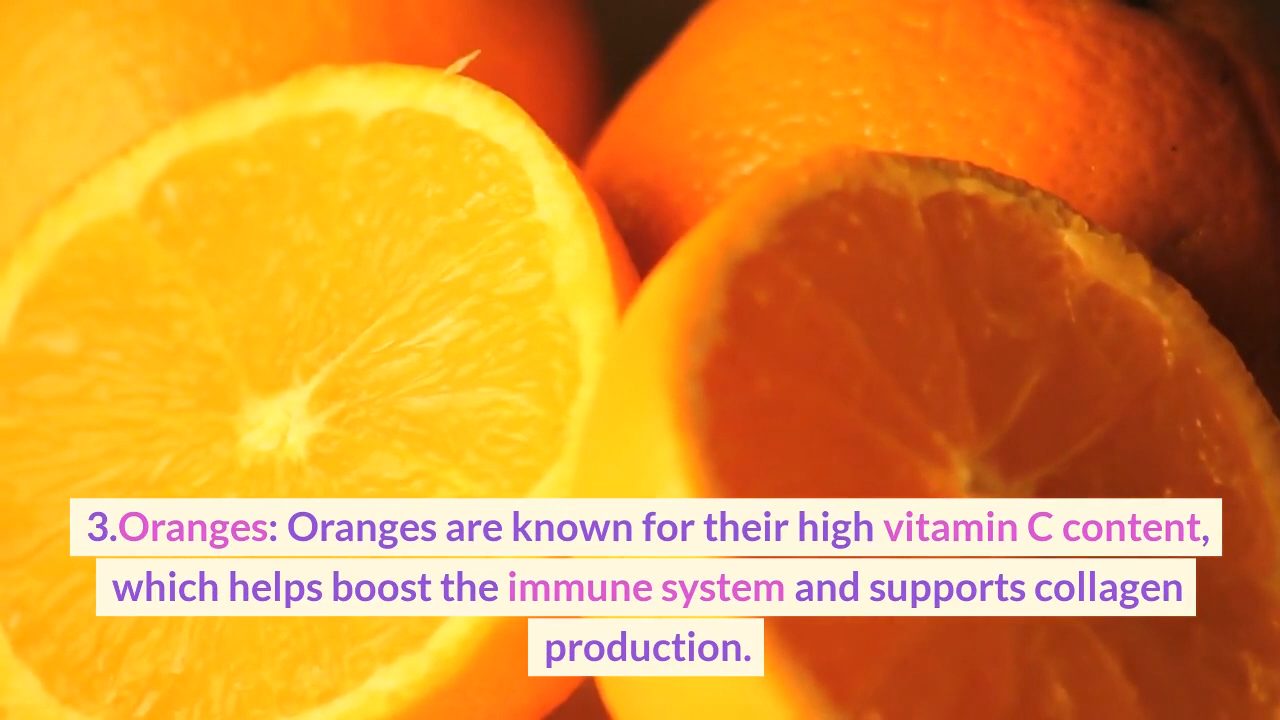 3.Oranges: Oranges are known for their high vitamin C content,
which helps boost the immune system and supports collagen
production.